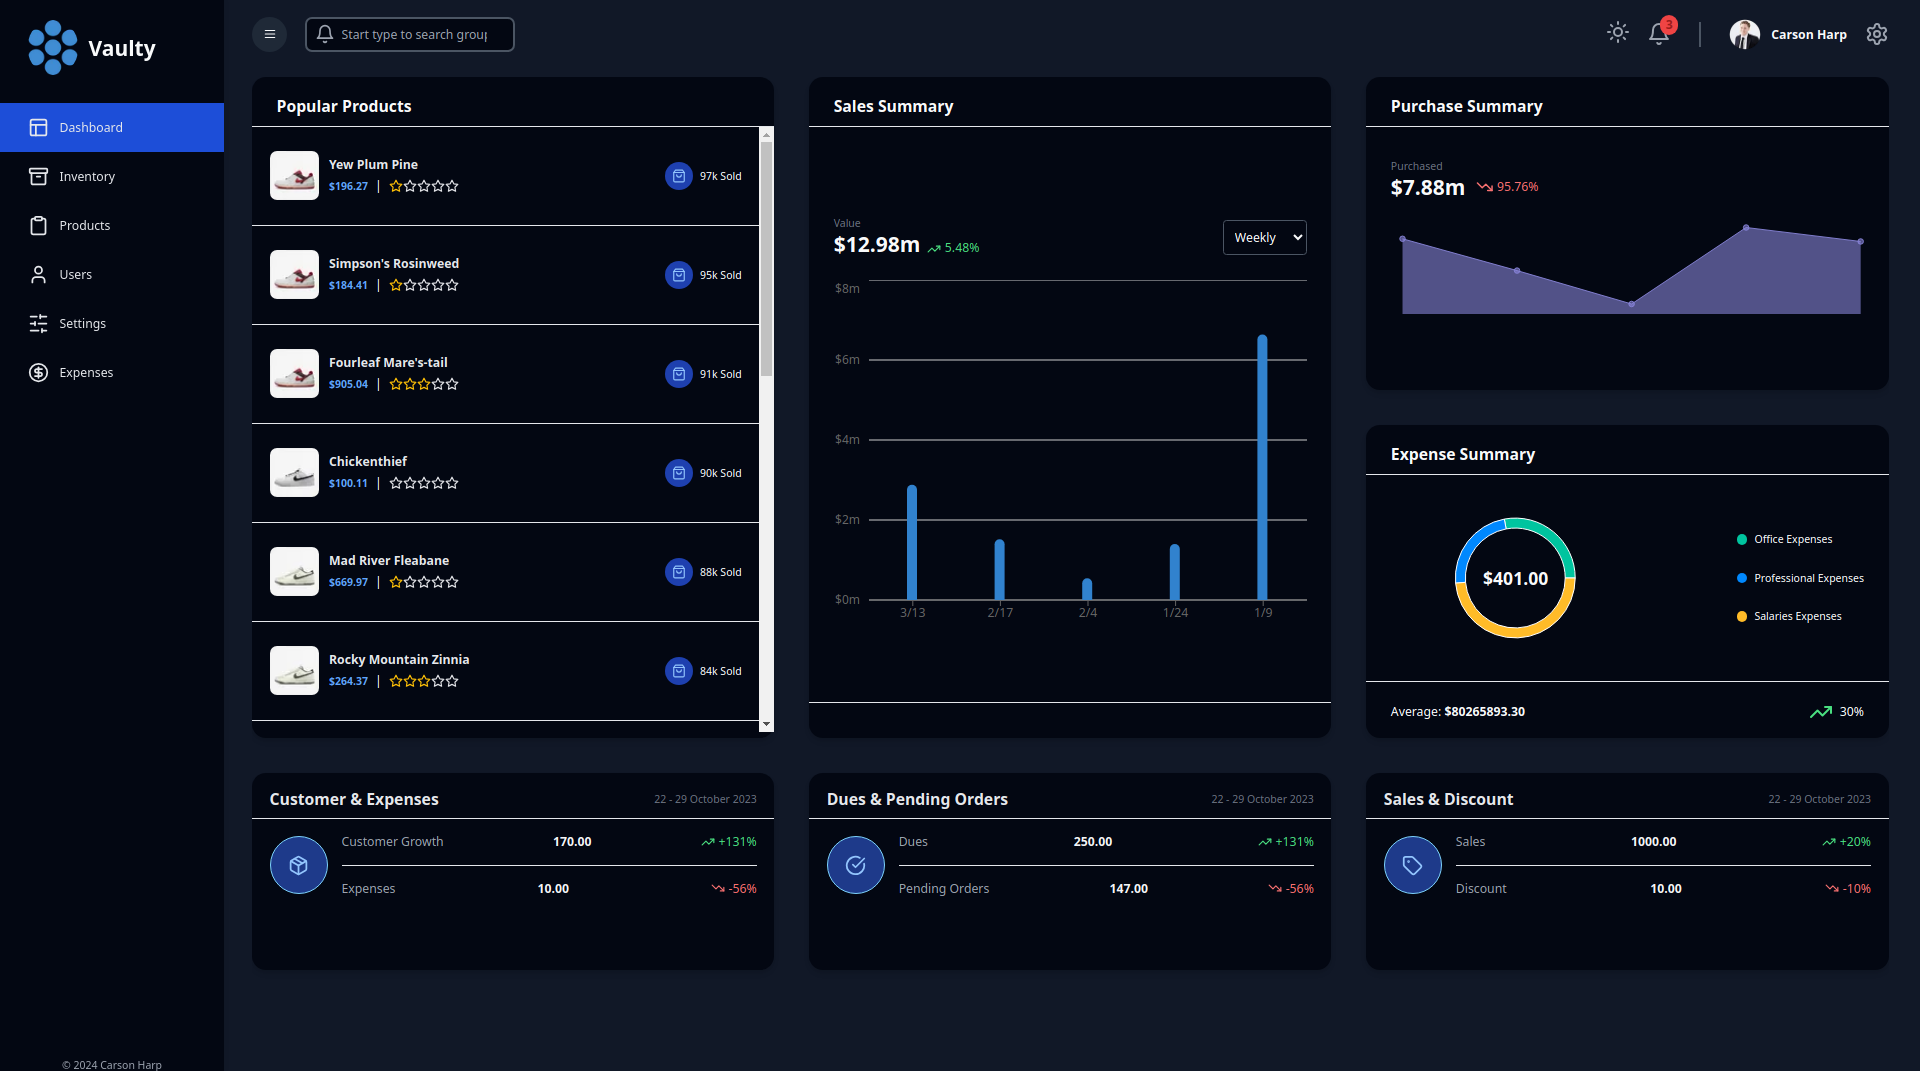 Vaulty
Start type to search group
3
Carson Harp
Dashboard
Inventory
Products
Users
Settings
Expenses
© 2024 Carson Harp
Popular Products
Yew Plum Pine
$196.27 |
97k Sold
Simpson's Rosinweed
$184.41 |
95k Sold
Fourleaf Mare's-tail
$905.04 |
91k Sold
Chickenthief
$100.11 |
90k Sold
Mad River Fleabane
$669.97 |
88k Sold
Rocky Mountain Zinnia
$264.37 |
84k Sold
Sales Summary
Value
$12.98m 5.48%
Weekly
$8m
$6m
$4m
$2m
$0m
3/13 2/17 2/4 1/24 1/9
Purchase Summary
Purchased
$7.88m 95.76%
Expense Summary
$401.00
Office Expenses
Professional Expenses
Salaries Expenses
Average: $80265893.30
30%
Customer & Expenses
22 - 29 October 2023
Customer Growth 170.00 +131%
Expenses 10.00 -56%
Dues & Pending Orders
22 - 29 October 2023
Dues 250.00 +131%
Pending Orders 147.00 -56%
Sales & Discount
22 - 29 October 2023
Sales 1000.00 +20%
Discount 10.00 -10%